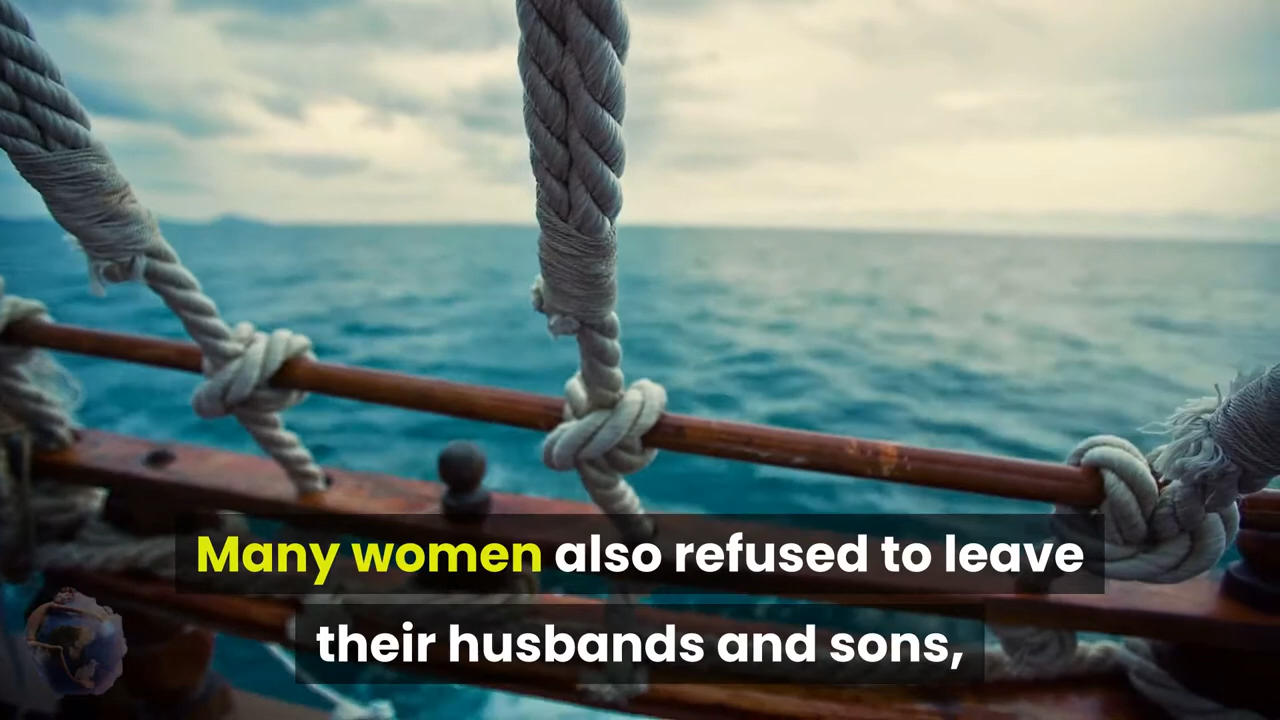 Many women also refused to leave
their husbands and sons,